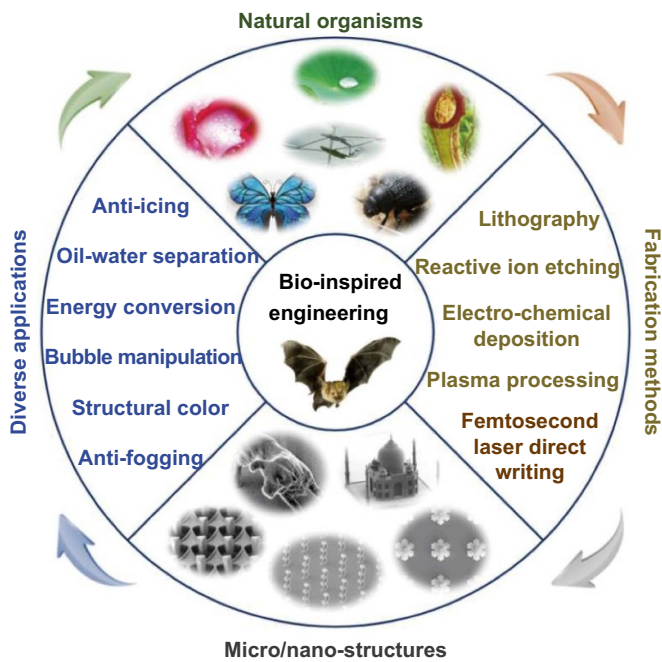 Natural organisms
Diverse applications
Anti-icing
Oil-water separation
Energy conversion
Bubble manipulation
Structural color
Anti-fogging
Bio-inspired
engineering
Lithography
Reactive ion etching
Electro-chemical
deposition
Plasma processing
Femtosecond
laser direct
writing
Fabrication methods
Micro/nano-structures